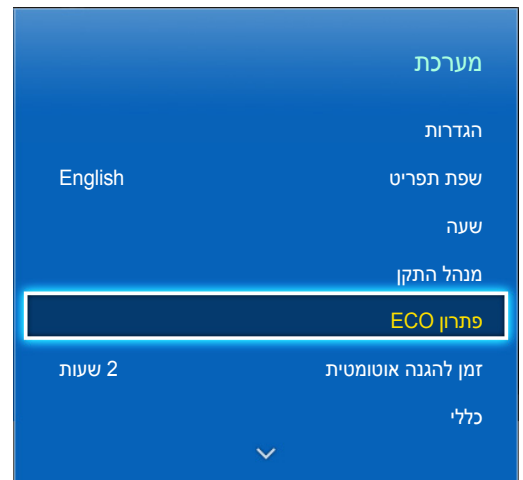 מערכת
הגדרות
שפת תפריט English
שעה
מנהל התקן
פתרון ECO
זמן להגנה אוטומטית 2 שעות
כללי